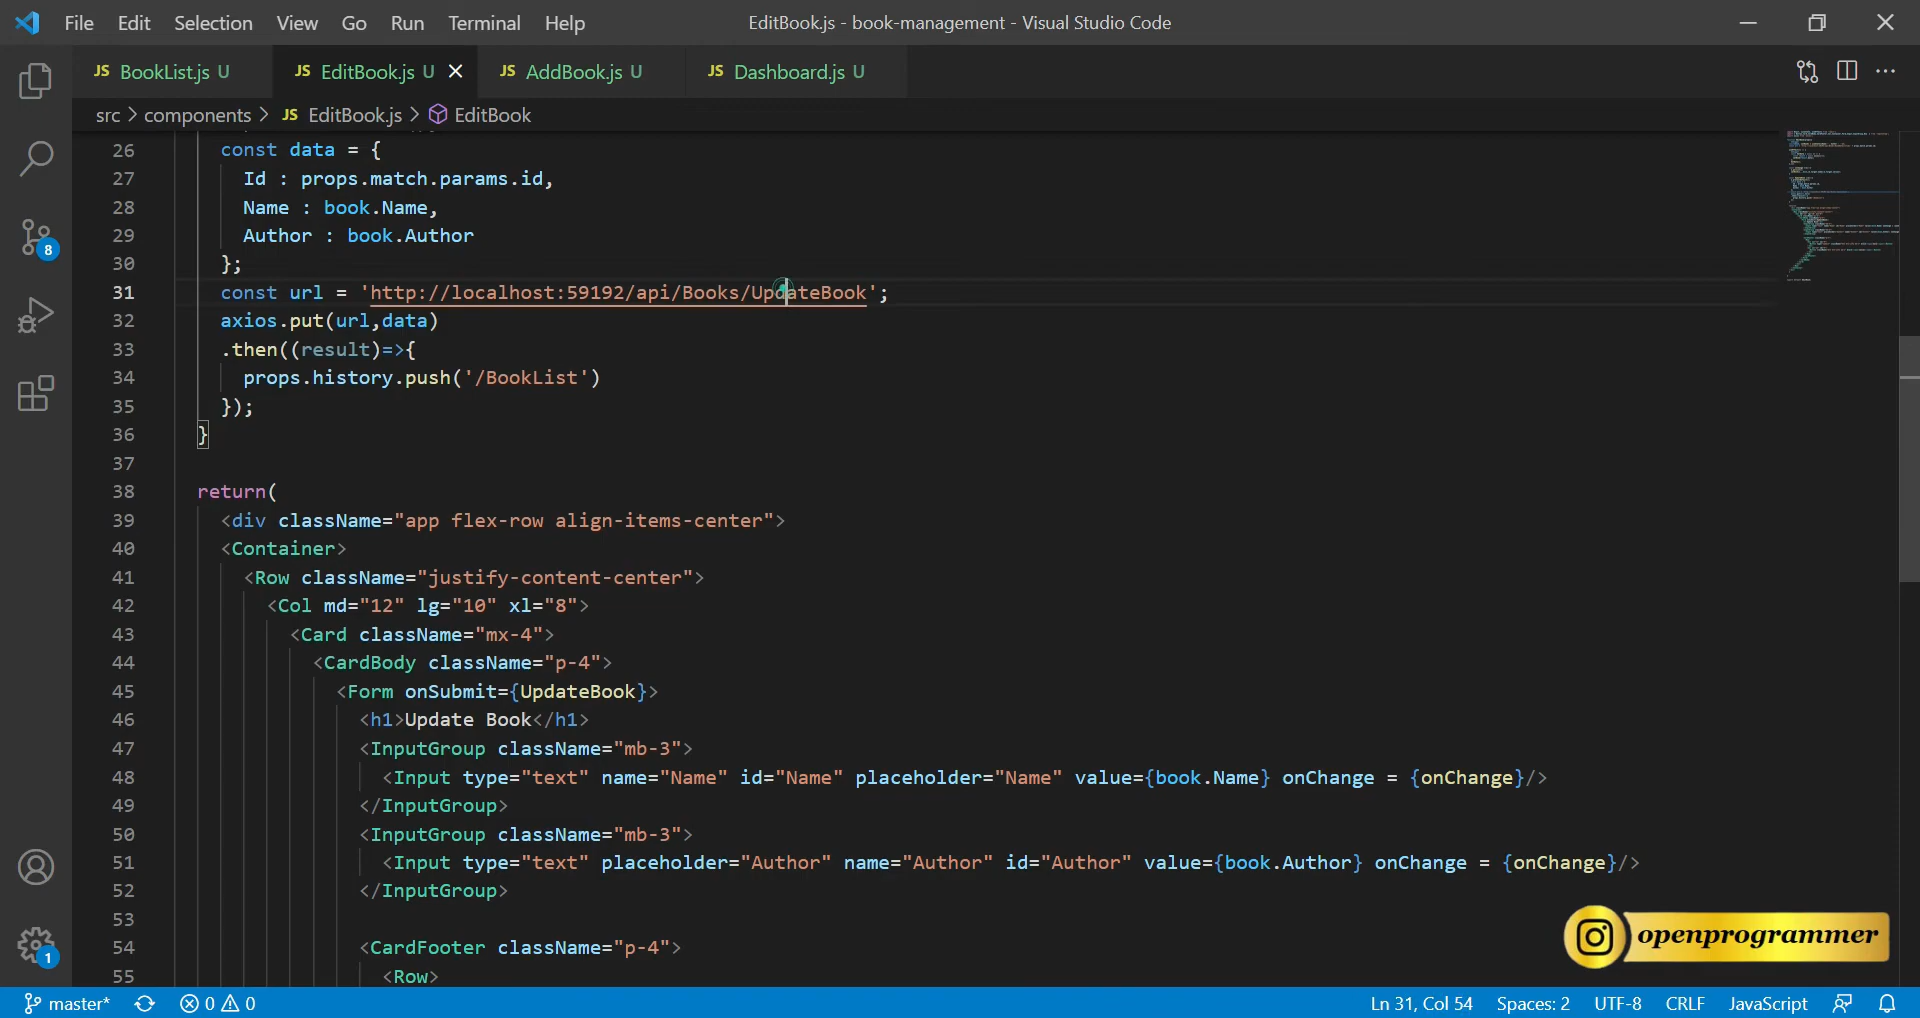 File Edit Selection View Go Run Terminal Help EditBook.js - book-management - Visual Studio Code
JS BookList.js U JS EditBook.js U JS AddBook.js U JS Dashboard.js U
src > components > JS EditBook.js > EditBook
26 const data = {
27 Id : props.match.params.id,
28 Name : book.Name,
29 Author : book.Author
30 };
31 const url = 'http://localhost:59192/api/Books/UpdateBook';
32 axios.put(url,data)
33 .then((result)=>{
34 props.history.push('/BookList')
35 });
36 }
37
38 return(
39 <div className="app flex-row align-items-center">
40 <Container>
41 <Row className="justify-content-center">
42 <Col md="12" lg="10" xl="8">
43 <Card className="mx-4">
44 <CardBody className="p-4">
45 <Form onSubmit={UpdateBook}>
46 <h1>Update Book</h1>
47 <InputGroup className="mb-3">
48 <Input type="text" name="Name" id="Name" placeholder="Name" value={book.Name} onChange = {onChange}/>
49 </InputGroup>
50 <InputGroup className="mb-3">
51 <Input type="text" placeholder="Author" name="Author" id="Author" value={book.Author} onChange = {onChange}/>
52 </InputGroup>
53
54 <CardFooter className="p-4">
55 <Row>
8
1
openprogrammer
master* 0 0 Ln 31, Col 54 Spaces: 2 UTF-8 CRLF JavaScript